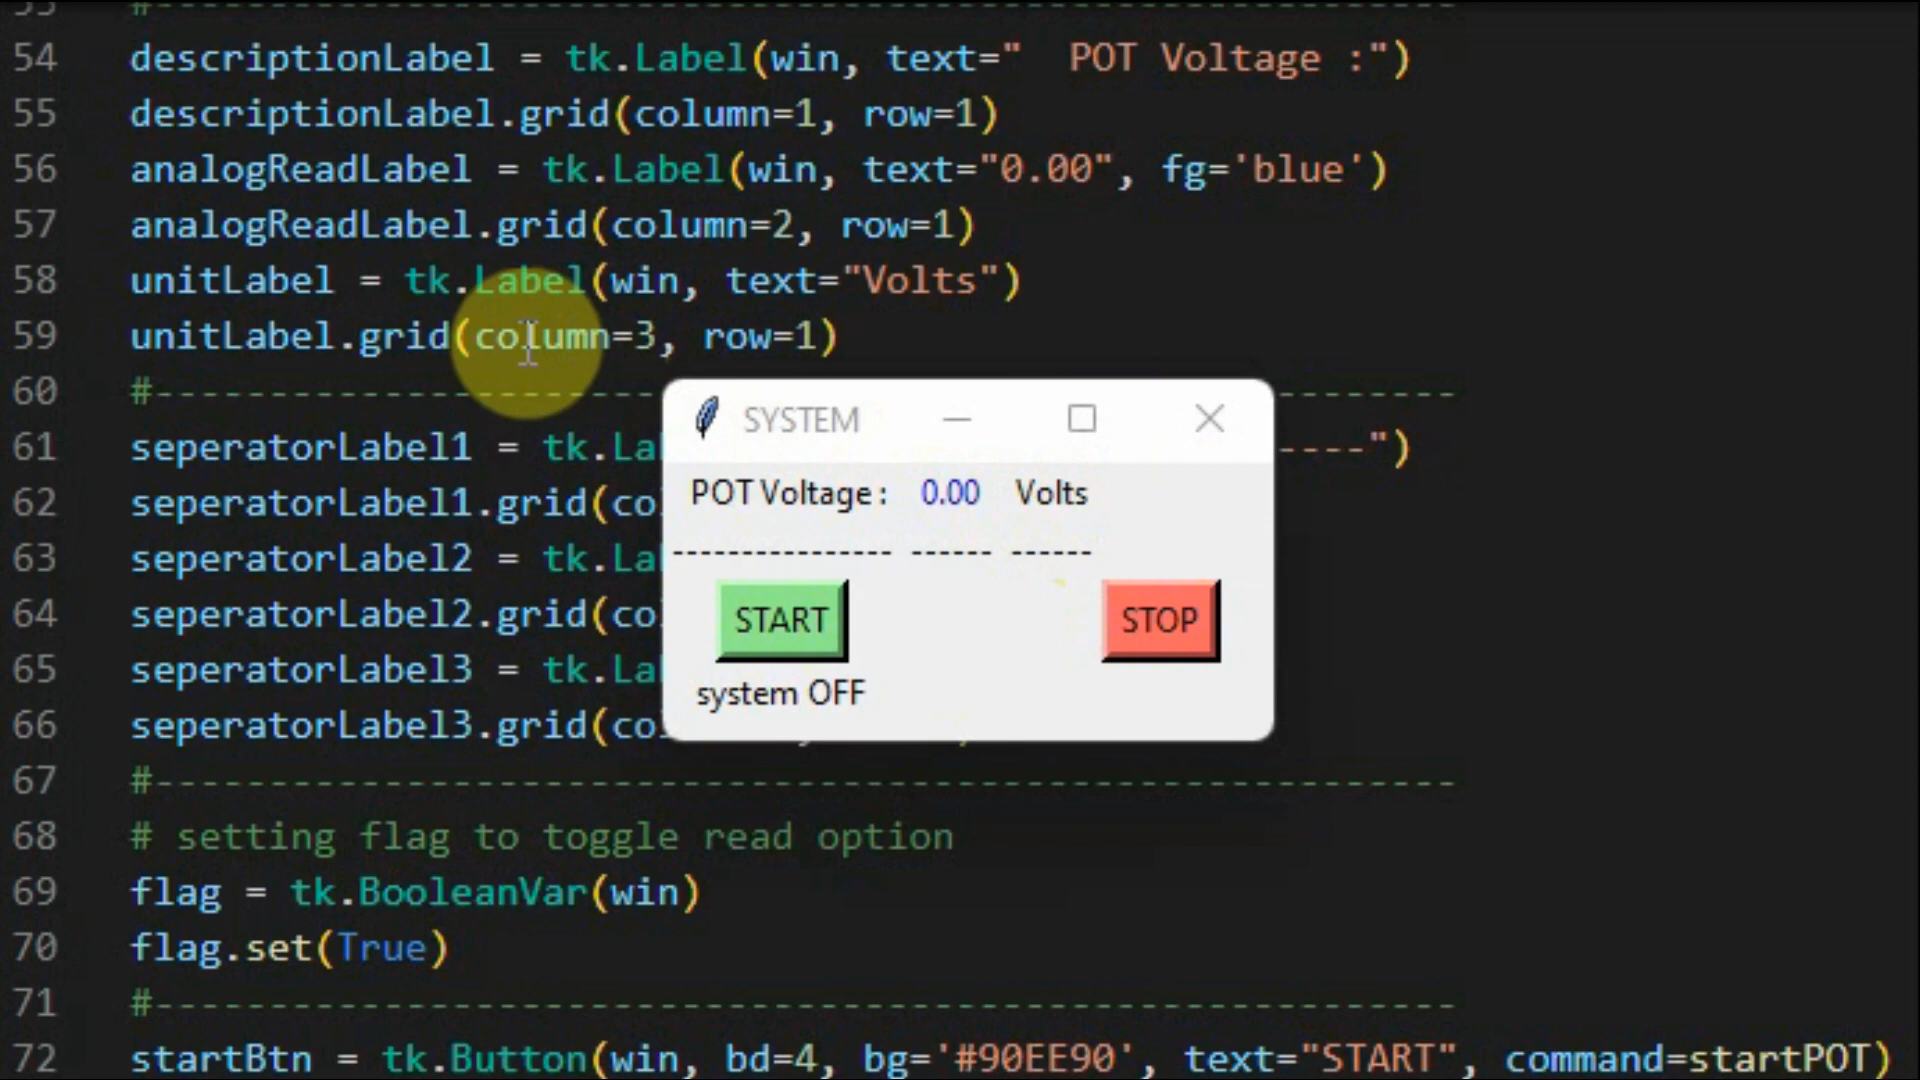 53 #---------------------------------------------------------
54 descriptionLabel = tk.Label(win, text="  POT Voltage :")
55 descriptionLabel.grid(column=1, row=1)
56 analogReadLabel = tk.Label(win, text="0.00", fg='blue')
57 analogReadLabel.grid(column=2, row=1)
58 unitLabel = tk.Label(win, text="Volts")
59 unitLabel.grid(column=3, row=1)
60 #---------------------------------------------------------
61 seperatorLabel1 = tk.La ----")
62 seperatorLabel1.grid(co
63 seperatorLabel2 = tk.La
64 seperatorLabel2.grid(co
65 seperatorLabel3 = tk.La
66 seperatorLabel3.grid(co
67 #---------------------------------------------------------
68 # setting flag to toggle read option
69 flag = tk.BooleanVar(win)
70 flag.set(True)
71 #---------------------------------------------------------
72 startBtn = tk.Button(win, bd=4, bg='#90EE90', text="START", command=startPOT)
SYSTEM
POT Voltage : 0.00 Volts
---------------- ------ ------
START STOP
system OFF